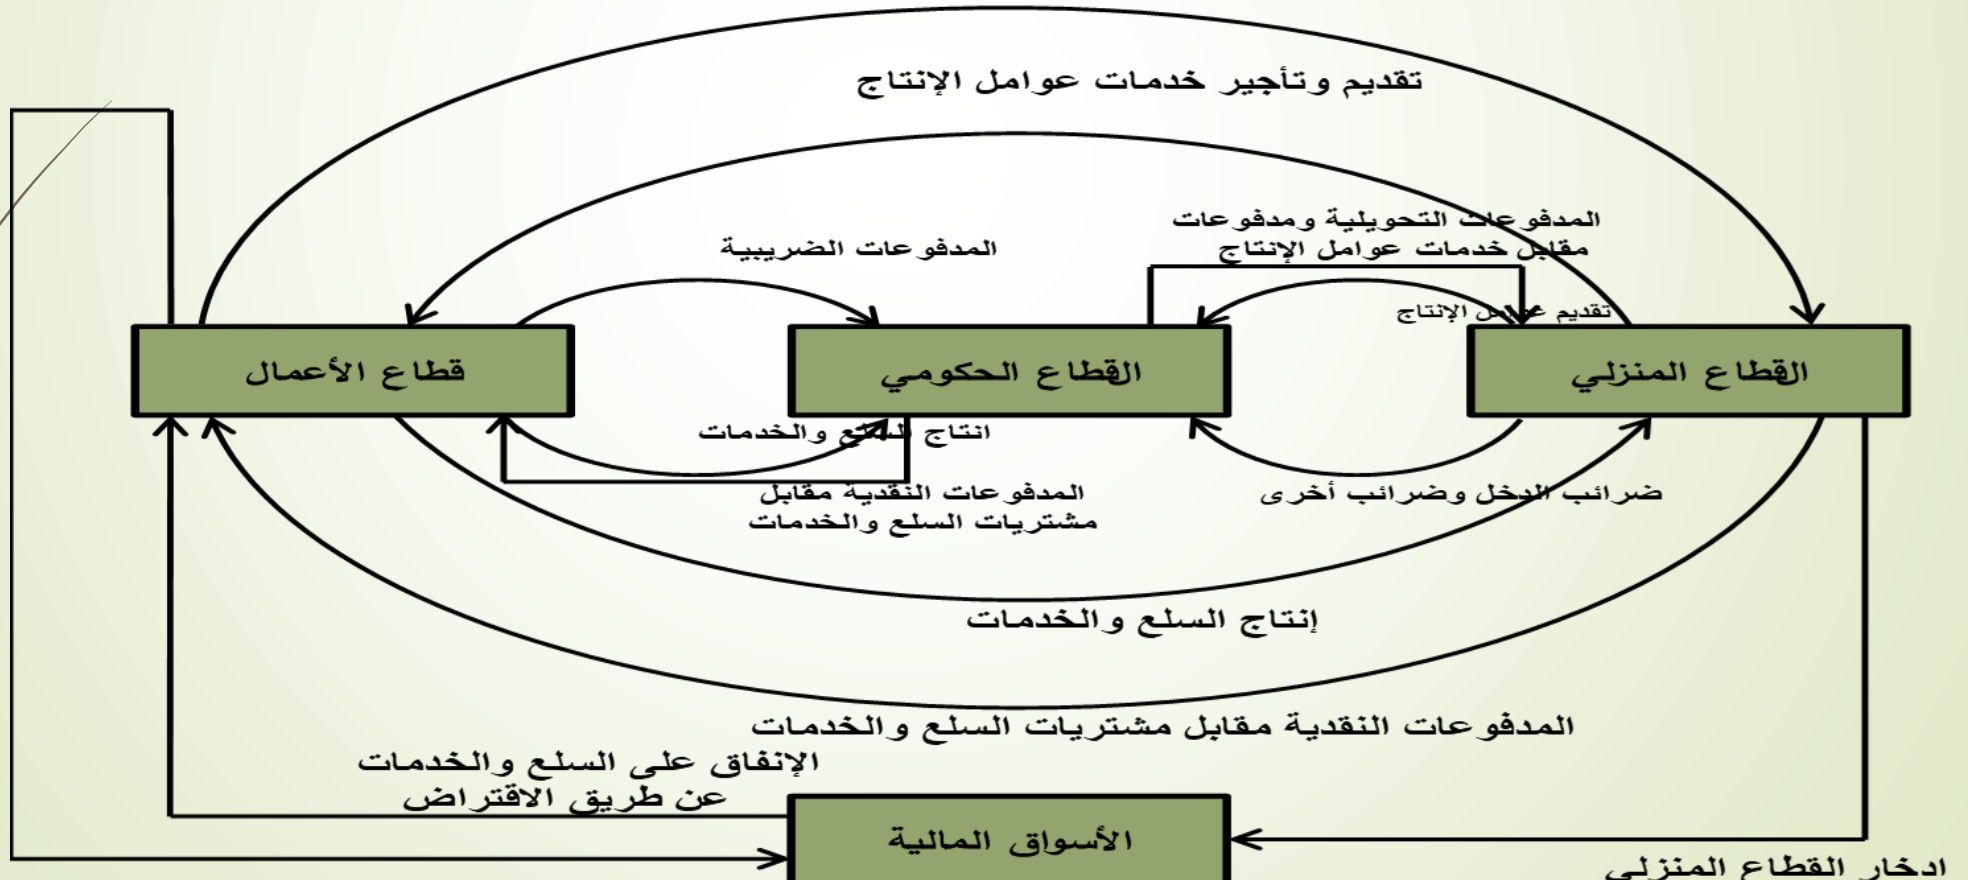 تقديم وتأجير خدمات عوامل الإنتاج
المدفوعات التحويلية ومدفوعات
مقابل خدمات عوامل الإنتاج
المدفوعات الضريبية
تقديم عوامل الإنتاج
القطاع المنزلي
القطاع الحكومي
قطاع الأعمال
انتاج السلع والخدمات
المدفوعات النقدية مقابل
مشتريات السلع والخدمات
ضرائب الدخل وضرائب أخرى
إنتاج السلع والخدمات
المدفوعات النقدية مقابل مشتريات السلع والخدمات
الإنفاق على السلع والخدمات
عن طريق الاقتراض
الأسواق المالية
ادخار القطاع المنزلي